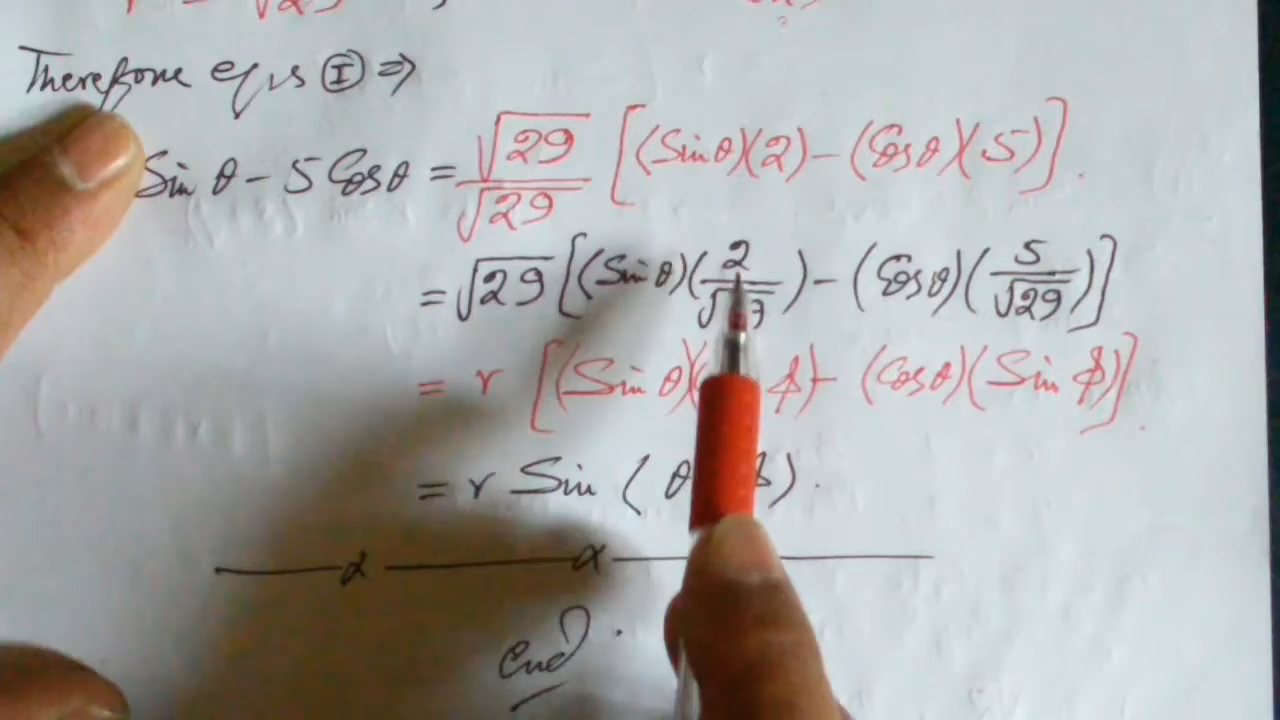 r = √29
Therefore eq is Ⓘ ⇒
Sin θ - 5 Cos θ = √29/√29 [(Sin θ)(2) - (Cos θ)(5)].
= √29 [(Sin θ)(2/√29) - (Cos θ)(5/√29)]
= r [(Sin θ)( ϕ) - (Cos θ)(Sin ϕ)].
= r Sin (θ ϕ).
α α
end.